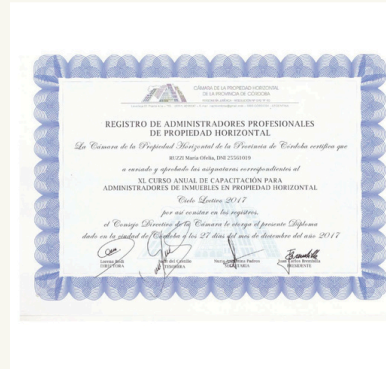 CÁMARA DE LA PROPIEDAD HORIZONTAL
DE LA PROVINCIA DE CÓRDOBA
REGISTRO DE ADMINISTRADORES PROFESIONALES
DE PROPIEDAD HORIZONTAL
La Cámara de la Propiedad Horizontal de la Provincia de Córdoba certifica que
RUZZI María Ofelia, DNI
a cursado y aprobado las asignaturas correspondientes al
XL CURSO ANUAL DE CAPACITACIÓN PARA
ADMINISTRADORES DE INMUEBLES EN PROPIEDAD HORIZONTAL
Ciclo Lectivo 2017
por así constar en los registros,
el Consejo Directivo de la Cámara le otorga el presente Diploma
dado en la ciudad de Córdoba a los 27 días del mes de diciembre del año 2017
DIRECTORA
TESORERA
SECRETARIO
PRESIDENTE